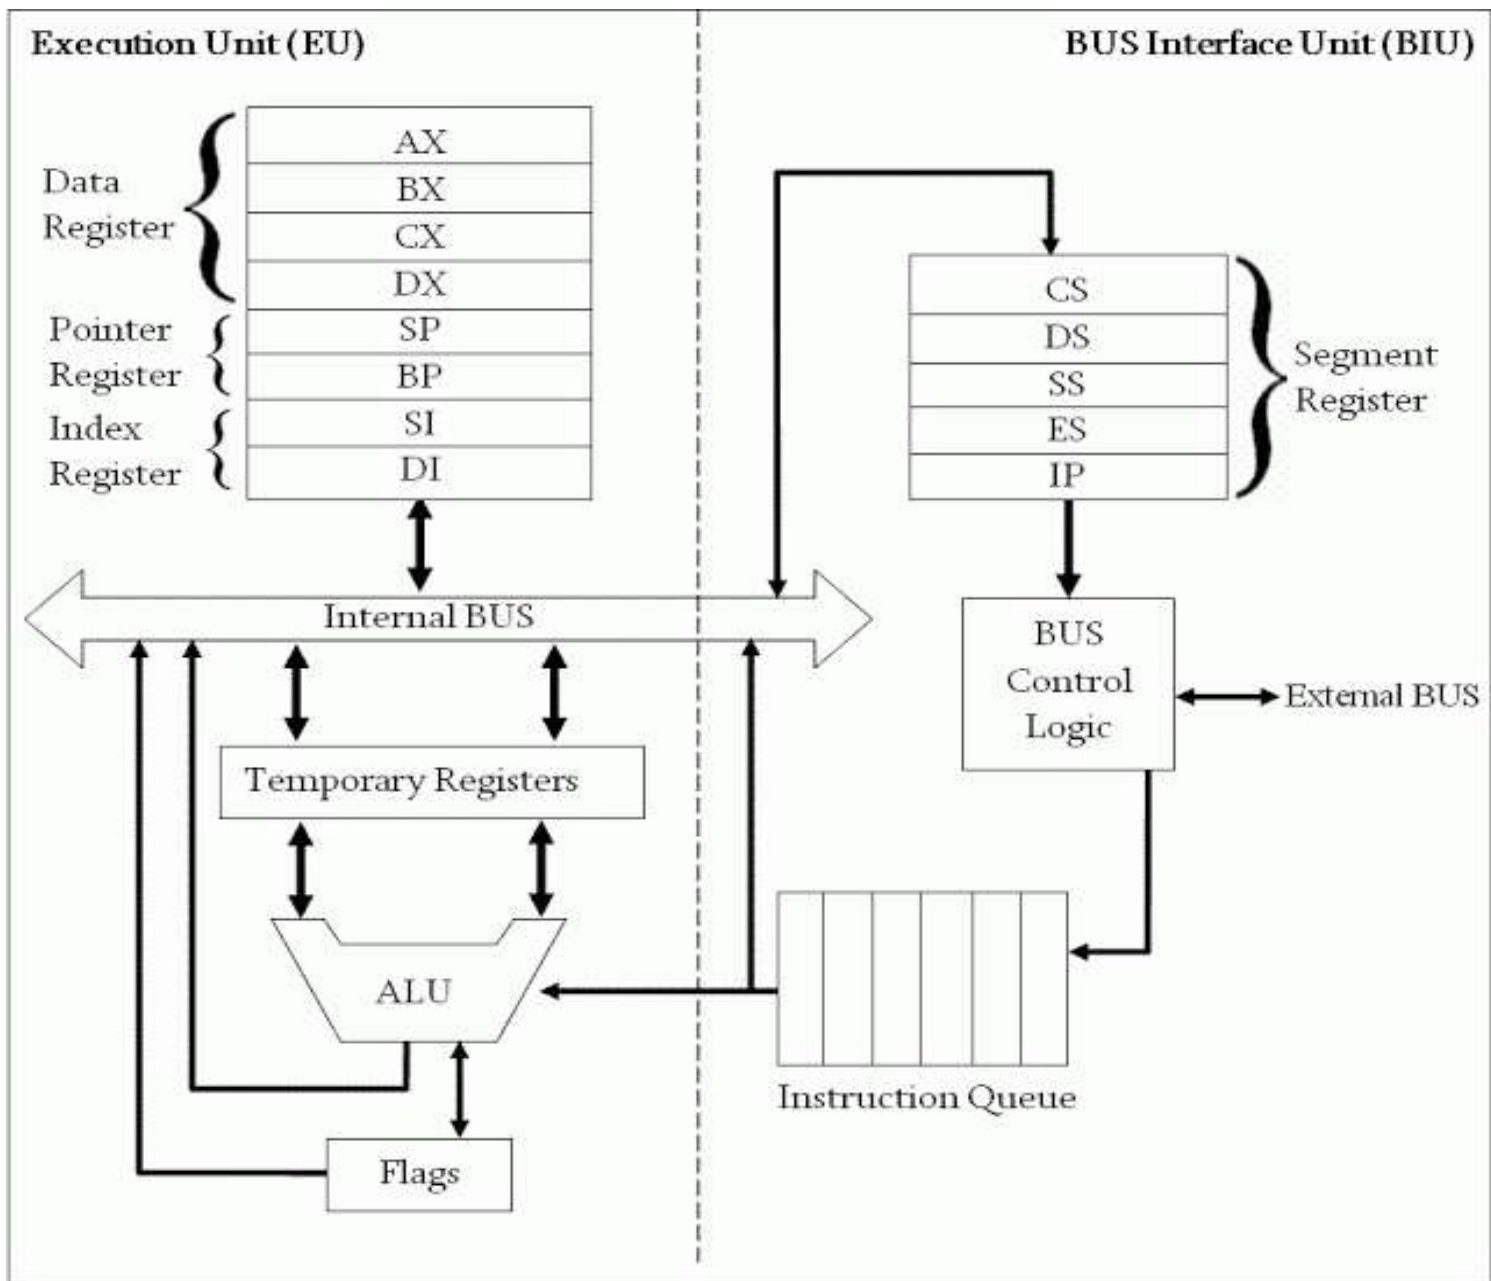 Execution Unit (EU)
BUS Interface Unit (BIU)
Data
Register
AX
BX
CX
DX
Pointer
Register
SP
BP
Index
Register
SI
DI
CS
DS
SS
ES
IP
Segment
Register
Internal BUS
BUS
Control
Logic
External BUS
Temporary Registers
ALU
Instruction Queue
Flags